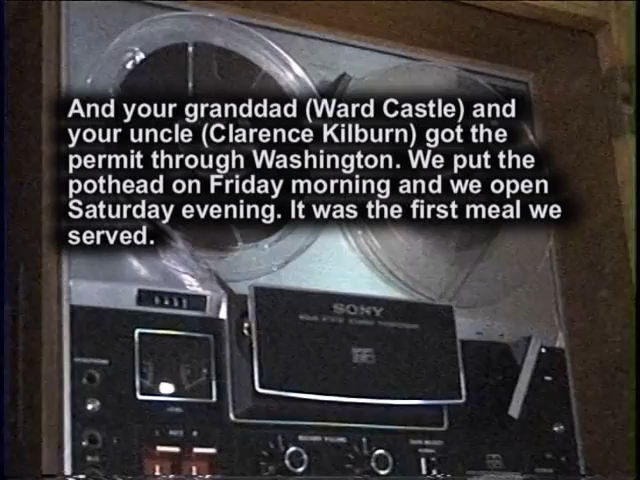 And your granddad (Ward Castle) and
your uncle (Clarence Kilburn) got the
permit through Washington. We put the
pothead on Friday morning and we open
Saturday evening. It was the first meal we
served.
SONY